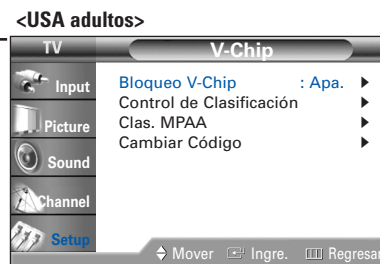 <USA adultos>
TV V-Chip
Input
Bloqueo V-Chip : Apa.
Control de Clasificación
Picture
Clas. MPAA
Cambiar Código
Sound
Channel
Setup
Mover Ingre. Regresar